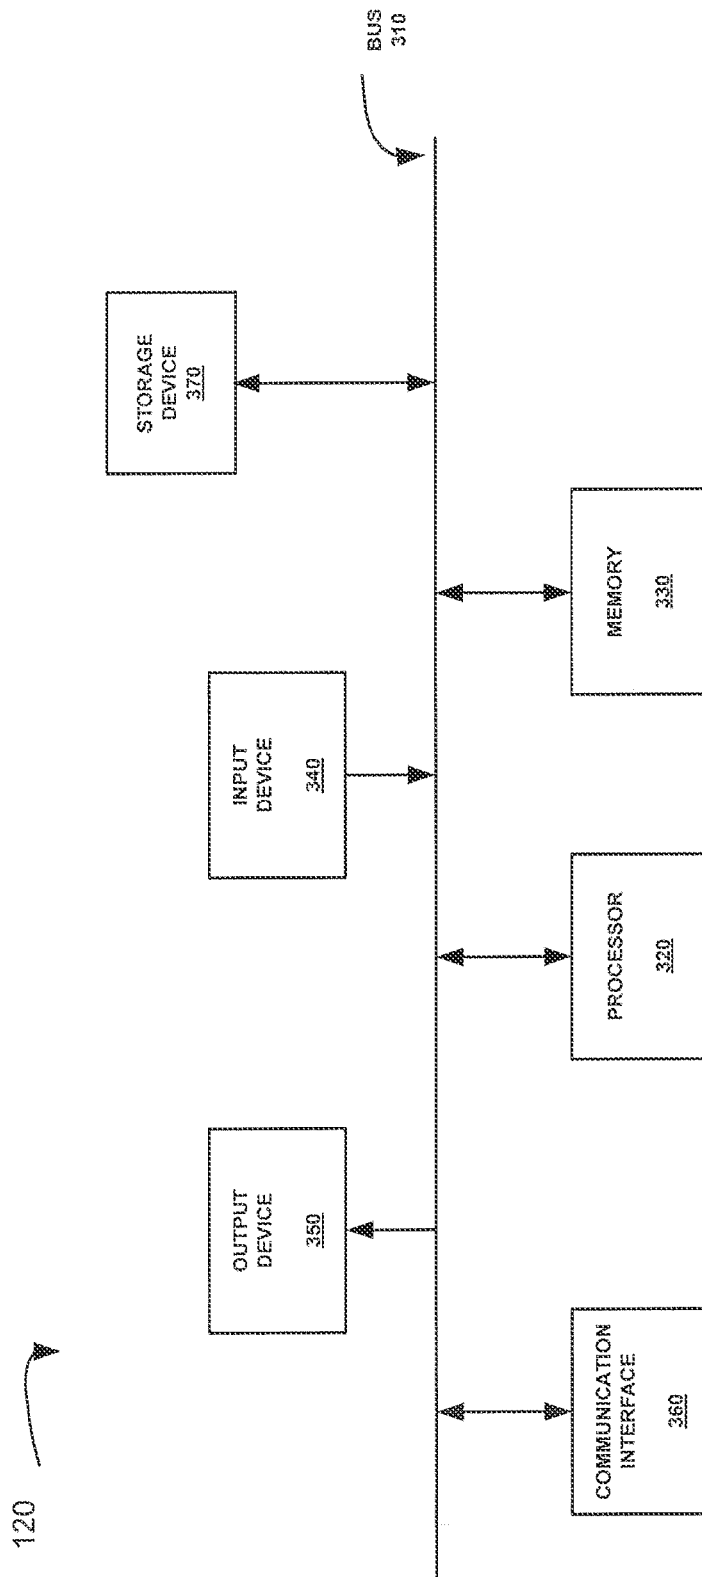 120
BUS
310
OUTPUT
DEVICE
350
INPUT
DEVICE
340
STORAGE
DEVICE
370
COMMUNICATION
INTERFACE
360
PROCESSOR
320
MEMORY
330